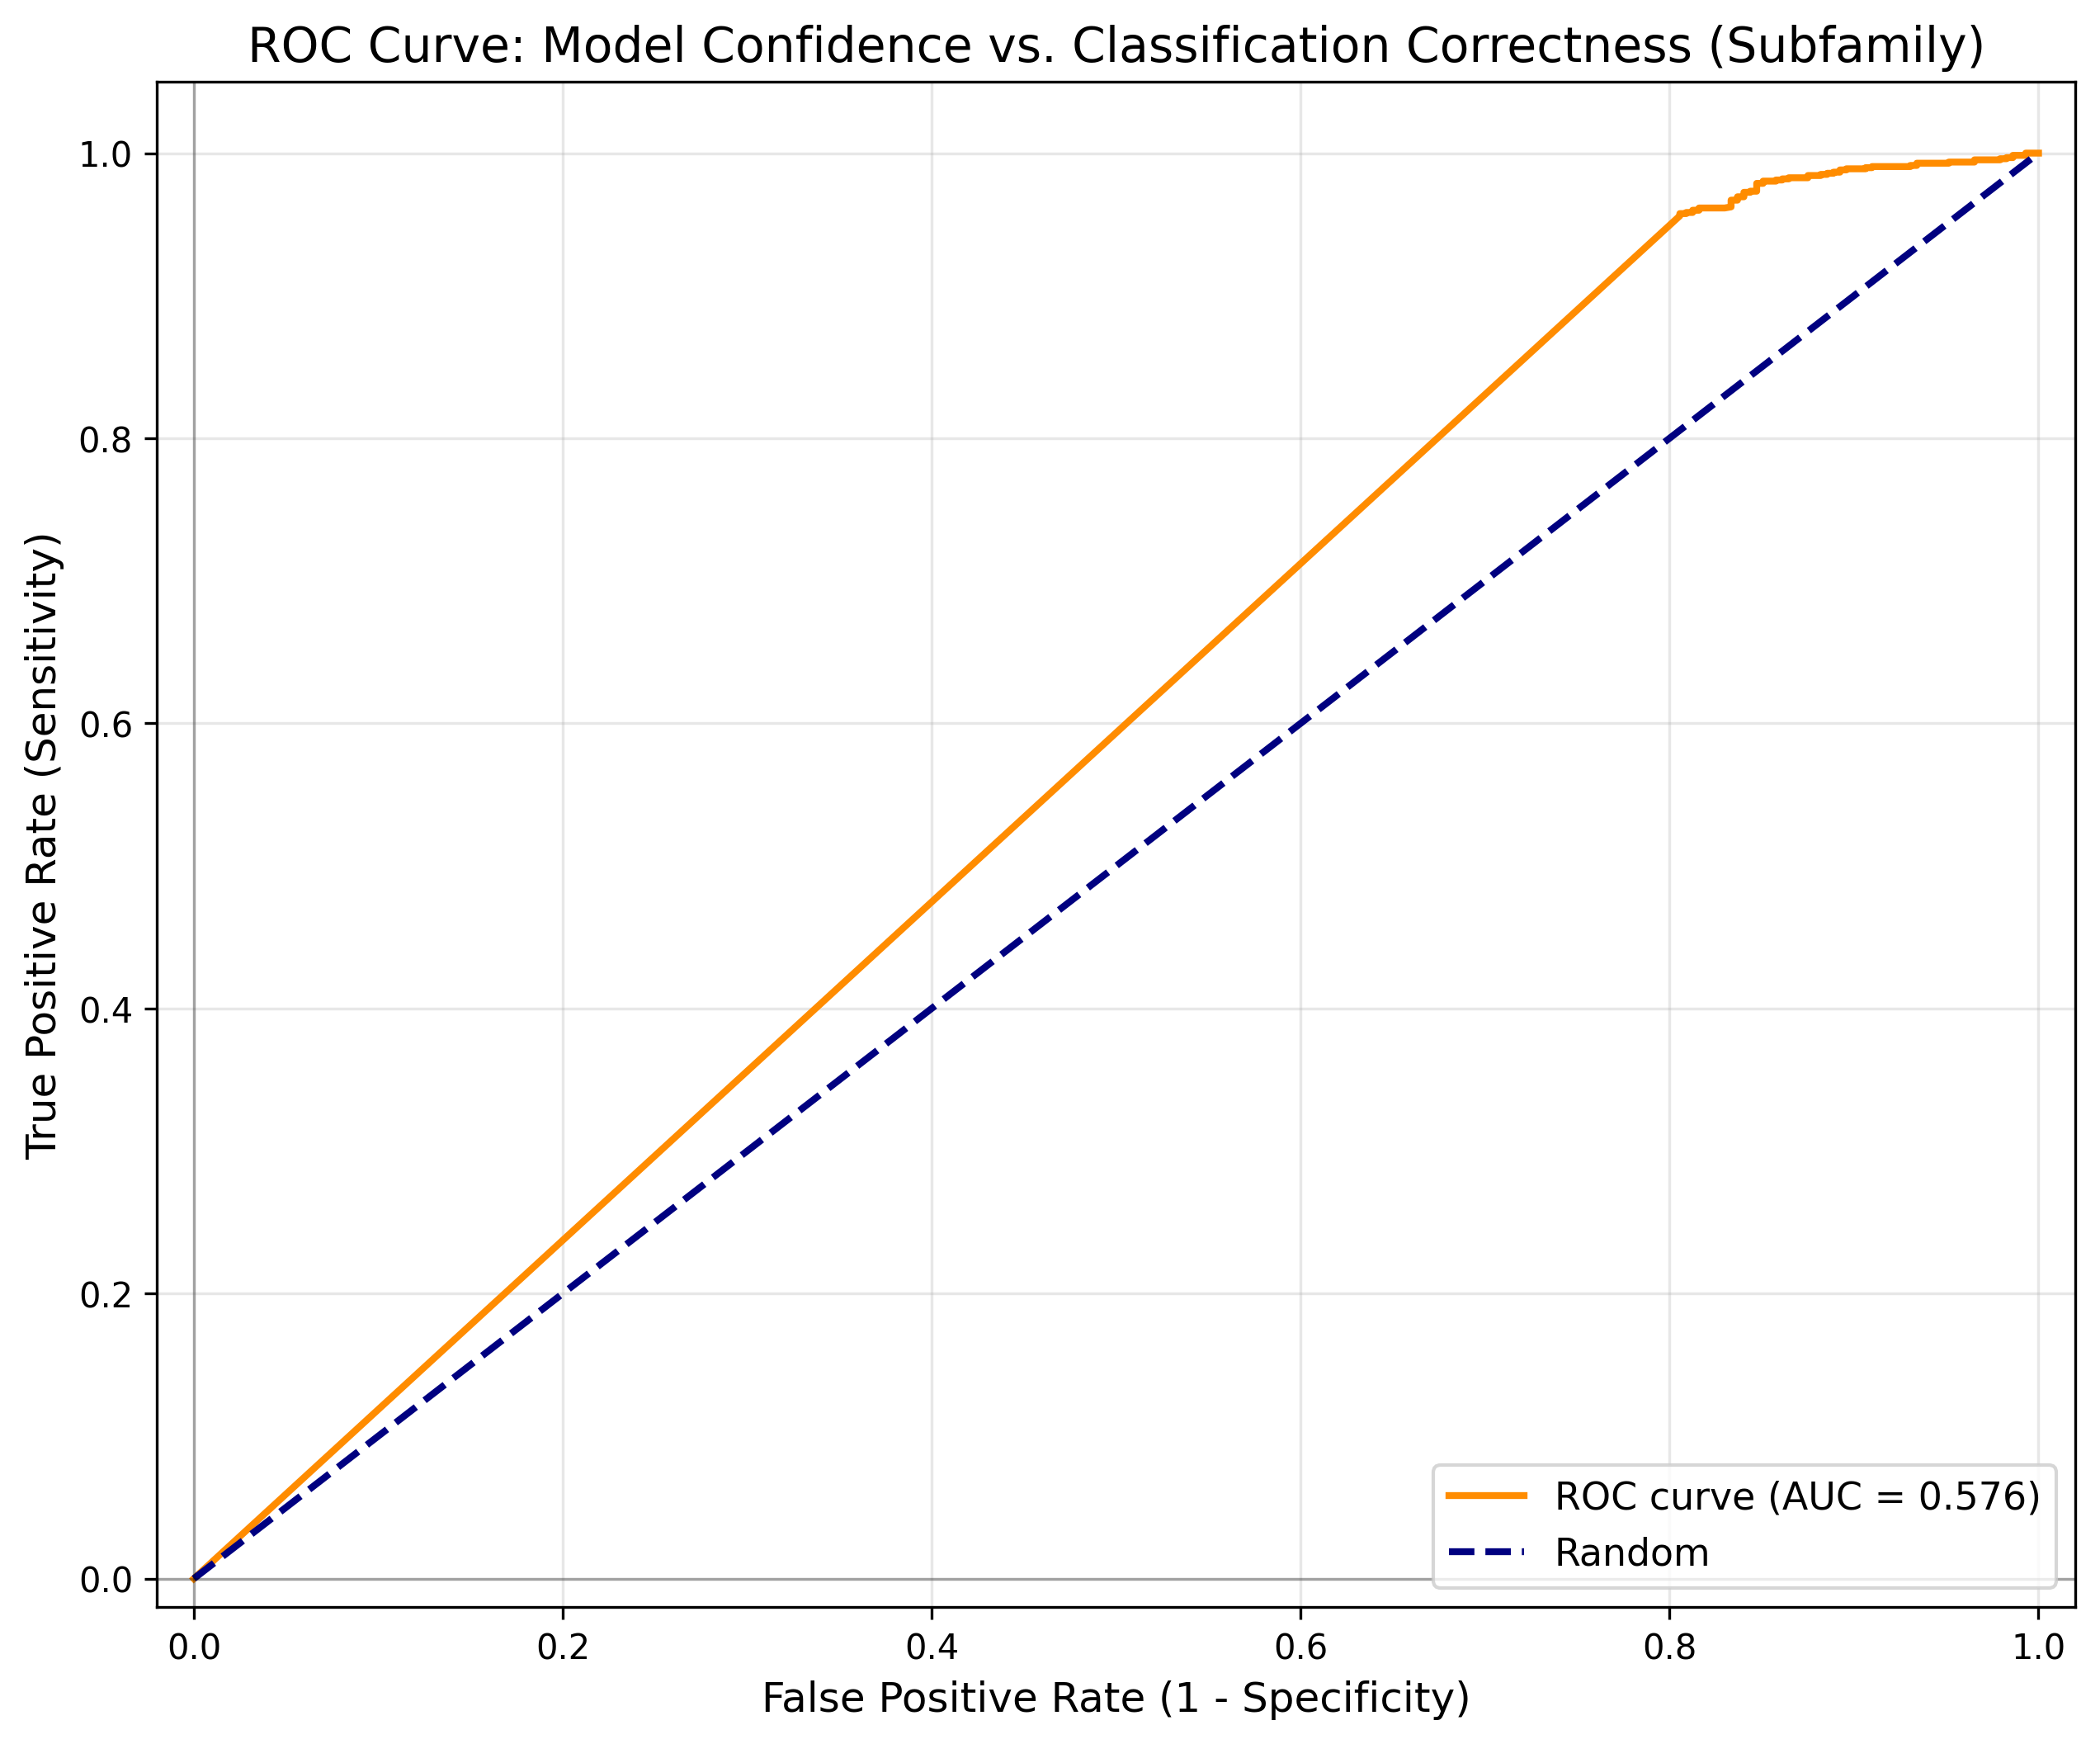 ROC Curve: Model Confidence vs. Classification Correctness (Subfamily)
True Positive Rate (Sensitivity)
1.0
0.8
0.6
0.4
0.2
0.0
ROC curve (AUC = 0.576)
Random
0.0 0.2 0.4 0.6 0.8 1.0
False Positive Rate (1 - Specificity)